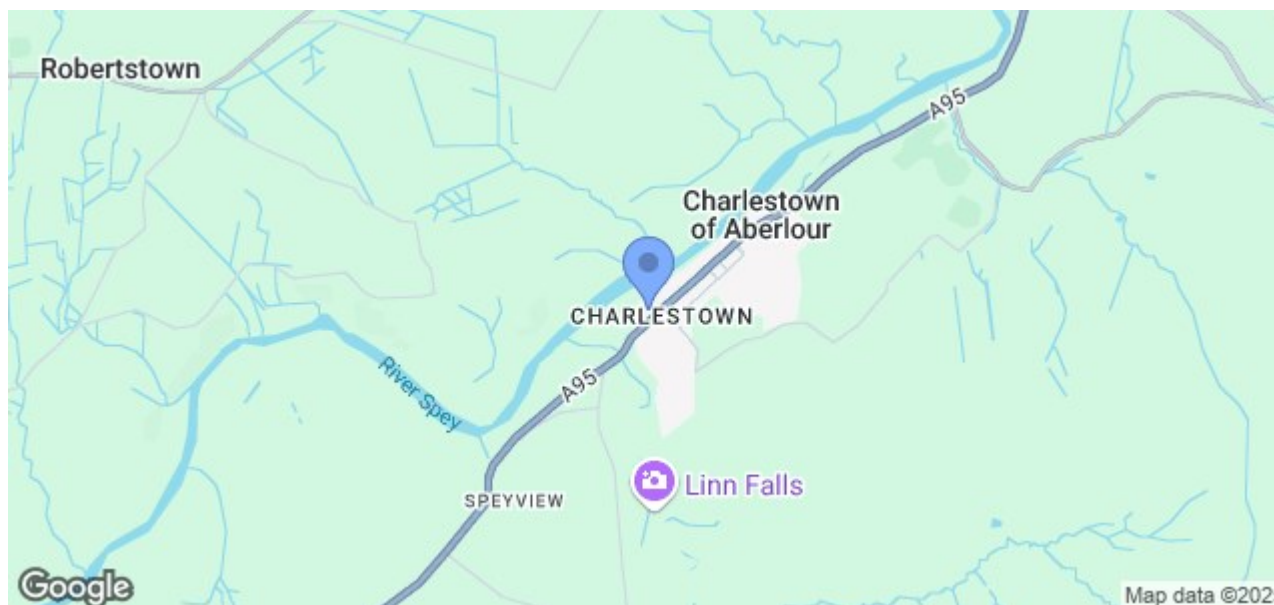 Robertstown
A95
Charlestown
of Aberlour
CHARLESTOWN
River Spey
A95
Linn Falls
SPEYVIEW
Google
Map data ©202